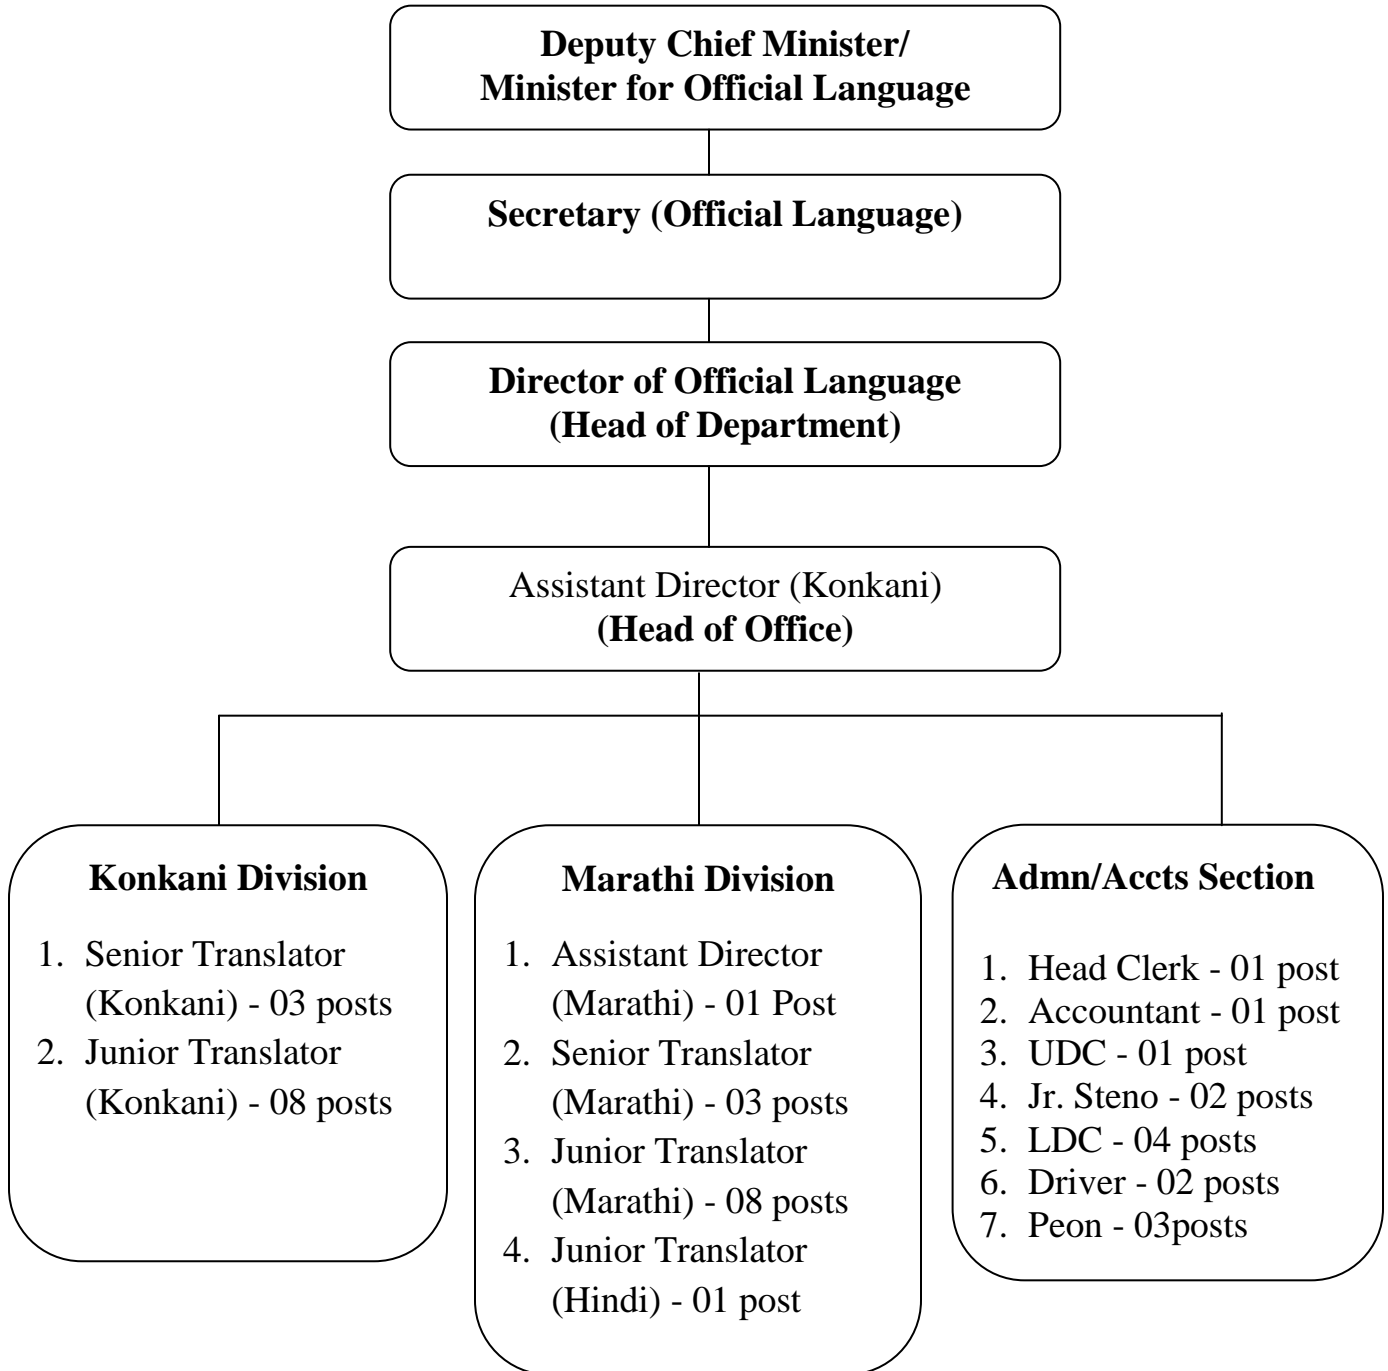 Deputy Chief Minister/
Minister for Official Language
Secretary (Official Language)
Director of Official Language
(Head of Department)
Assistant Director (Konkani)
(Head of Office)
Konkani Division
1. Senior Translator
(Konkani) - 03 posts
2. Junior Translator
(Konkani) - 08 posts
Marathi Division
1. Assistant Director
(Marathi) - 01 Post
2. Senior Translator
(Marathi) - 03 posts
3. Junior Translator
(Marathi) - 08 posts
4. Junior Translator
(Hindi) - 01 post
Admn/Accts Section
1. Head Clerk - 01 post
2. Accountant - 01 post
3. UDC - 01 post
4. Jr. Steno - 02 posts
5. LDC - 04 posts
6. Driver - 02 posts
7. Peon - 03posts